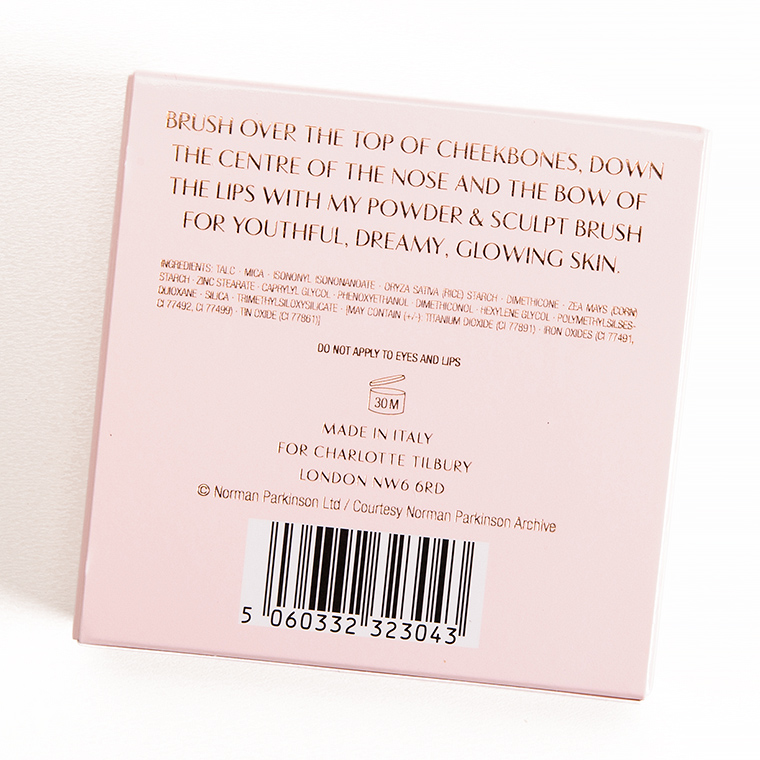 BRUSH OVER THE TOP OF CHEEKBONES, DOWN
THE CENTRE OF THE NOSE AND THE BOW OF
THE LIPS WITH MY POWDER & SCULPT BRUSH
FOR YOUTHFUL, DREAMY, GLOWING SKIN.
INGREDIENTS: TALC · MICA · ISONONYL ISONONANOATE · ORYZA SATIVA (RICE) STARCH · DIMETHICONE · ZEA MAYS (CORN)
STARCH · ZINC STEARATE · CAPRYLYL GLYCOL · PHENOXYETHANOL · DIMETHICONOL · HEXYLENE GLYCOL · POLYMETHYLSILSES-
QUIOXANE · SILICA · TRIMETHYLSILOXYSILICATE · [MAY CONTAIN (+/-): TITANIUM DIOXIDE (CI 77891) · IRON OXIDES (CI 77491,
CI 77492, CI 77499) · TIN OXIDE (CI 77861)]
DO NOT APPLY TO EYES AND LIPS
30M
MADE IN ITALY
FOR CHARLOTTE TILBURY
LONDON NW6 6RD
© Norman Parkinson Ltd / Courtesy Norman Parkinson Archive
5 060332 323043